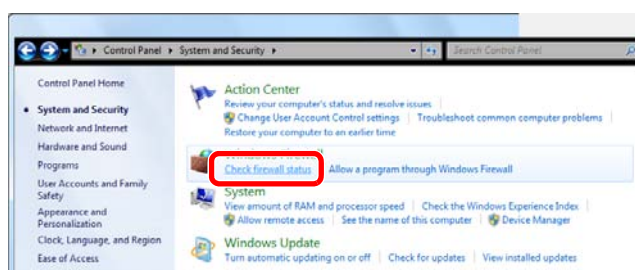 Control Panel ▸ System and Security ▸
Search Control Panel
Control Panel Home
System and Security
Network and Internet
Hardware and Sound
Programs
User Accounts and Family
Safety
Appearance and
Personalization
Clock, Language, and Region
Ease of Access
Action Center
Review your computer's status and resolve issues
Change User Account Control settings
Troubleshoot common computer problems
Restore your computer to an earlier time
Windows Firewall
Check firewall status
Allow a program through Windows Firewall
System
View amount of RAM and processor speed
Check the Windows Experience Index
Allow remote access
See the name of this computer
Device Manager
Windows Update
Turn automatic updating on or off
Check for updates
View installed updates